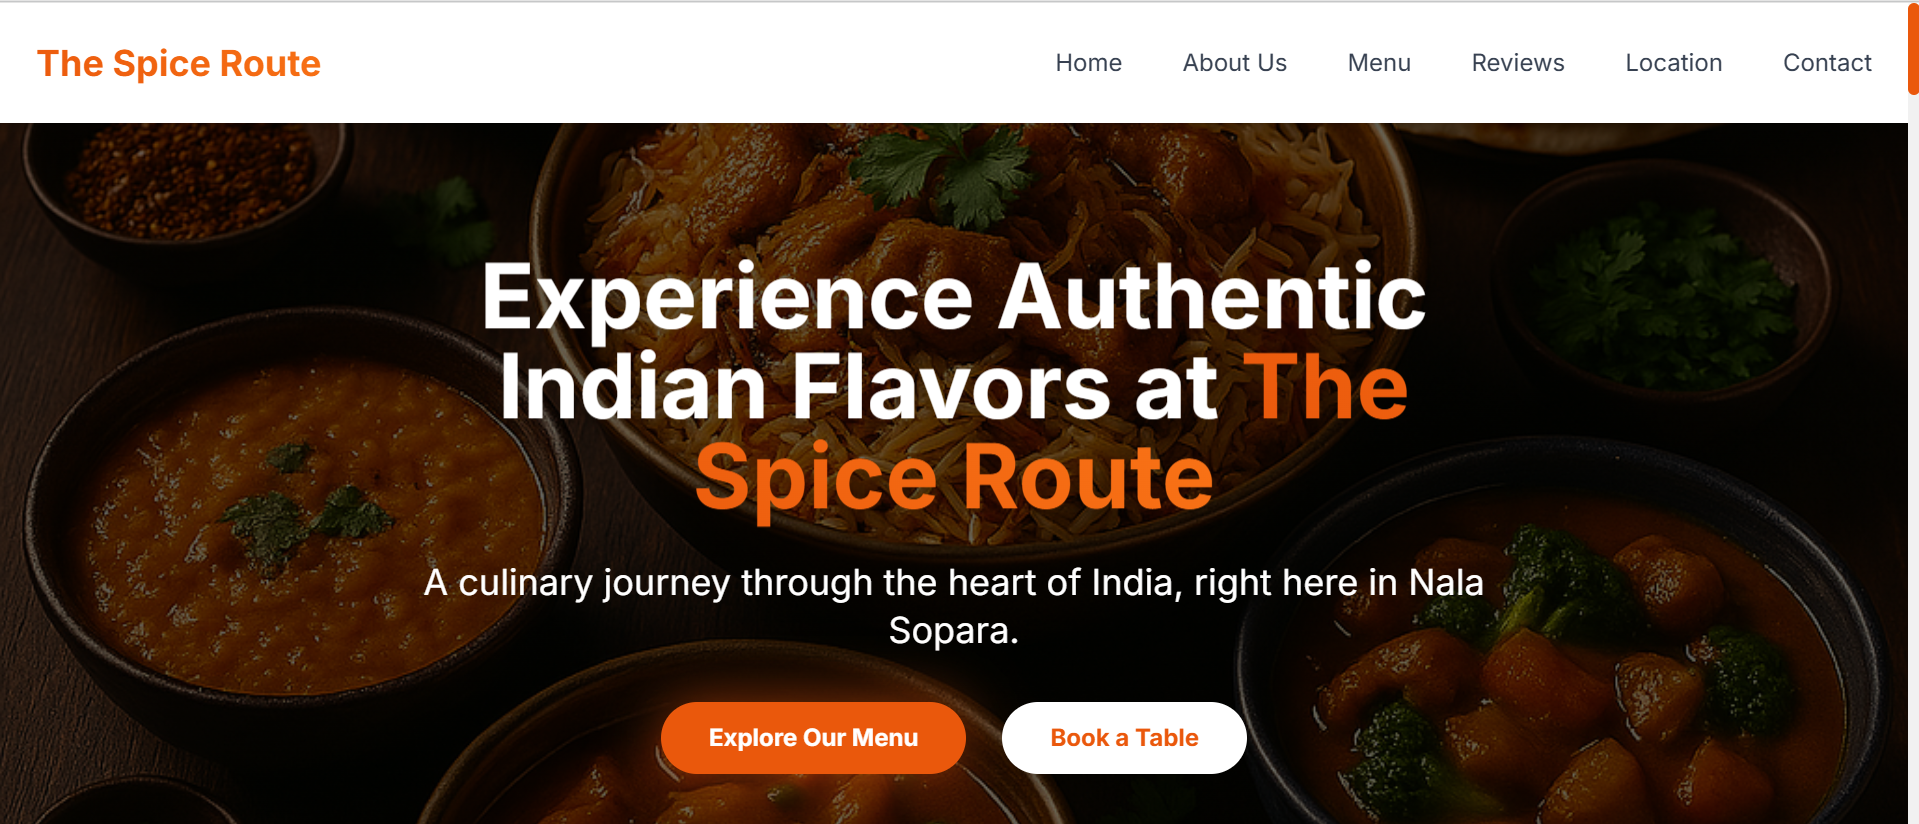 The Spice Route
Home About Us Menu Reviews Location Contact
Experience Authentic
Indian Flavors at The
Spice Route
A culinary journey through the heart of India, right here in Nala
Sopara.
Explore Our Menu Book a Table